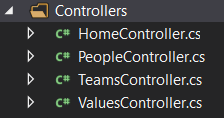 Controllers
C# HomeController.cs
C# PeopleController.cs
C# TeamsController.cs
C# ValuesController.cs